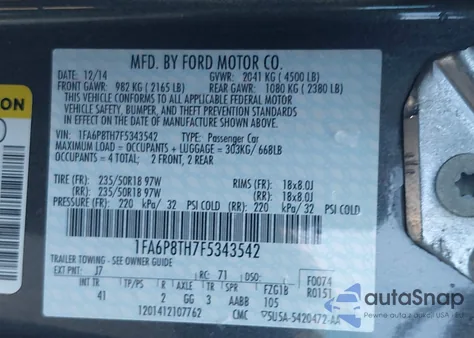 MFD. BY FORD MOTOR CO.
DATE: 12/14 GVWR: 2041 KG ( 4500 LB)
FRONT GAWR: 982 KG ( 2165 LB) REAR GAWR: 1080 KG ( 2380 LB)
THIS VEHICLE CONFORMS TO ALL APPLICABLE FEDERAL MOTOR
VEHICLE SAFETY, BUMPER, AND THEFT PREVENTION STANDARDS
IN EFFECT ON THE DATE OF MANUFACTURE SHOWN ABOVE.
VIN: 1FA6P8TH7F5343542 TYPE: Passenger Car
MAXIMUM LOAD = OCCUPANTS + LUGGAGE = 303KG/ 668LB
OCCUPANTS = 4 TOTAL: 2 FRONT, 2 REAR
TIRE (FR): 235/50R18 97W RIMS (FR): 18x8.0J
TIRE (RR): 235/50R18 97W (RR): 18x8.0J
PRESSURE (FR): 220 kPa/ 32 PSI COLD (RR) 220 kPa/ 32 PSI COLD
1FA6P8TH7F5343542
TRAILER TOWING - SEE OWNER GUIDE
EXT PNT: J7 RC: 71 DSO: F0074
INT TR TP/PS R AXLE TR SPR FZG1B R0151
41 2 GG 3 AABB 105
1201412107762 CMC
autoSnap